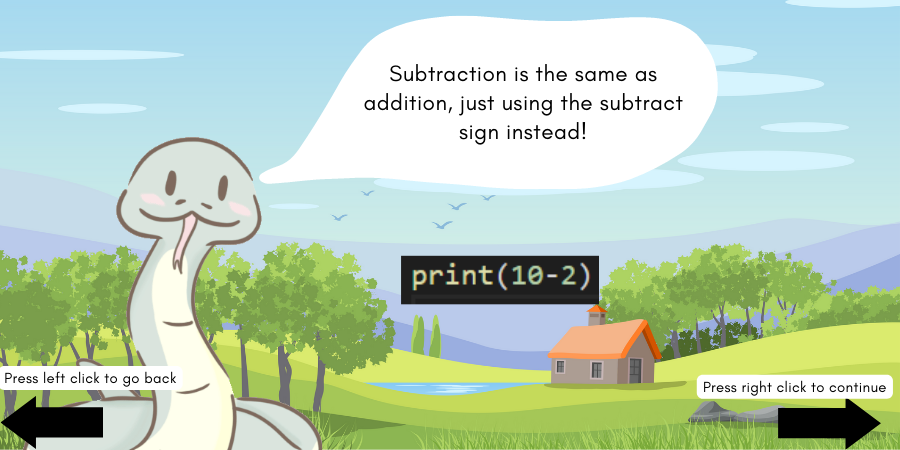 Subtraction is the same as
addition, just using the subtract
sign instead!
print(10-2)
Press left click to go back
Press right click to continue